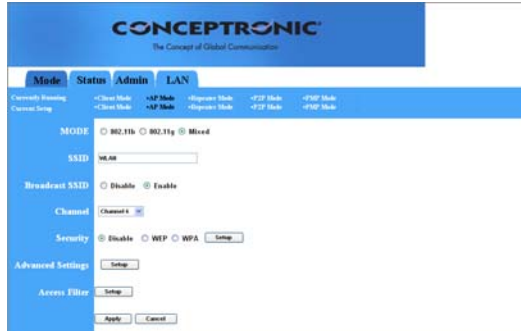 CONCEPTRONIC
The Concept of Global Communication
Mode Status Admin LAN
Currently Running •Client Mode •AP Mode •Repeater Mode •P2P Mode •PMP Mode
Current Setup •Client Mode •AP Mode •Repeater Mode •P2P Mode •PMP Mode
MODE 802.11b 802.11g Mixed
SSID WLAN
Broadcast SSID Disable Enable
Channel Channel 6
Security Disable WEP WPA Setup
Advanced Settings Setup
Access Filter Setup
Apply Cancel